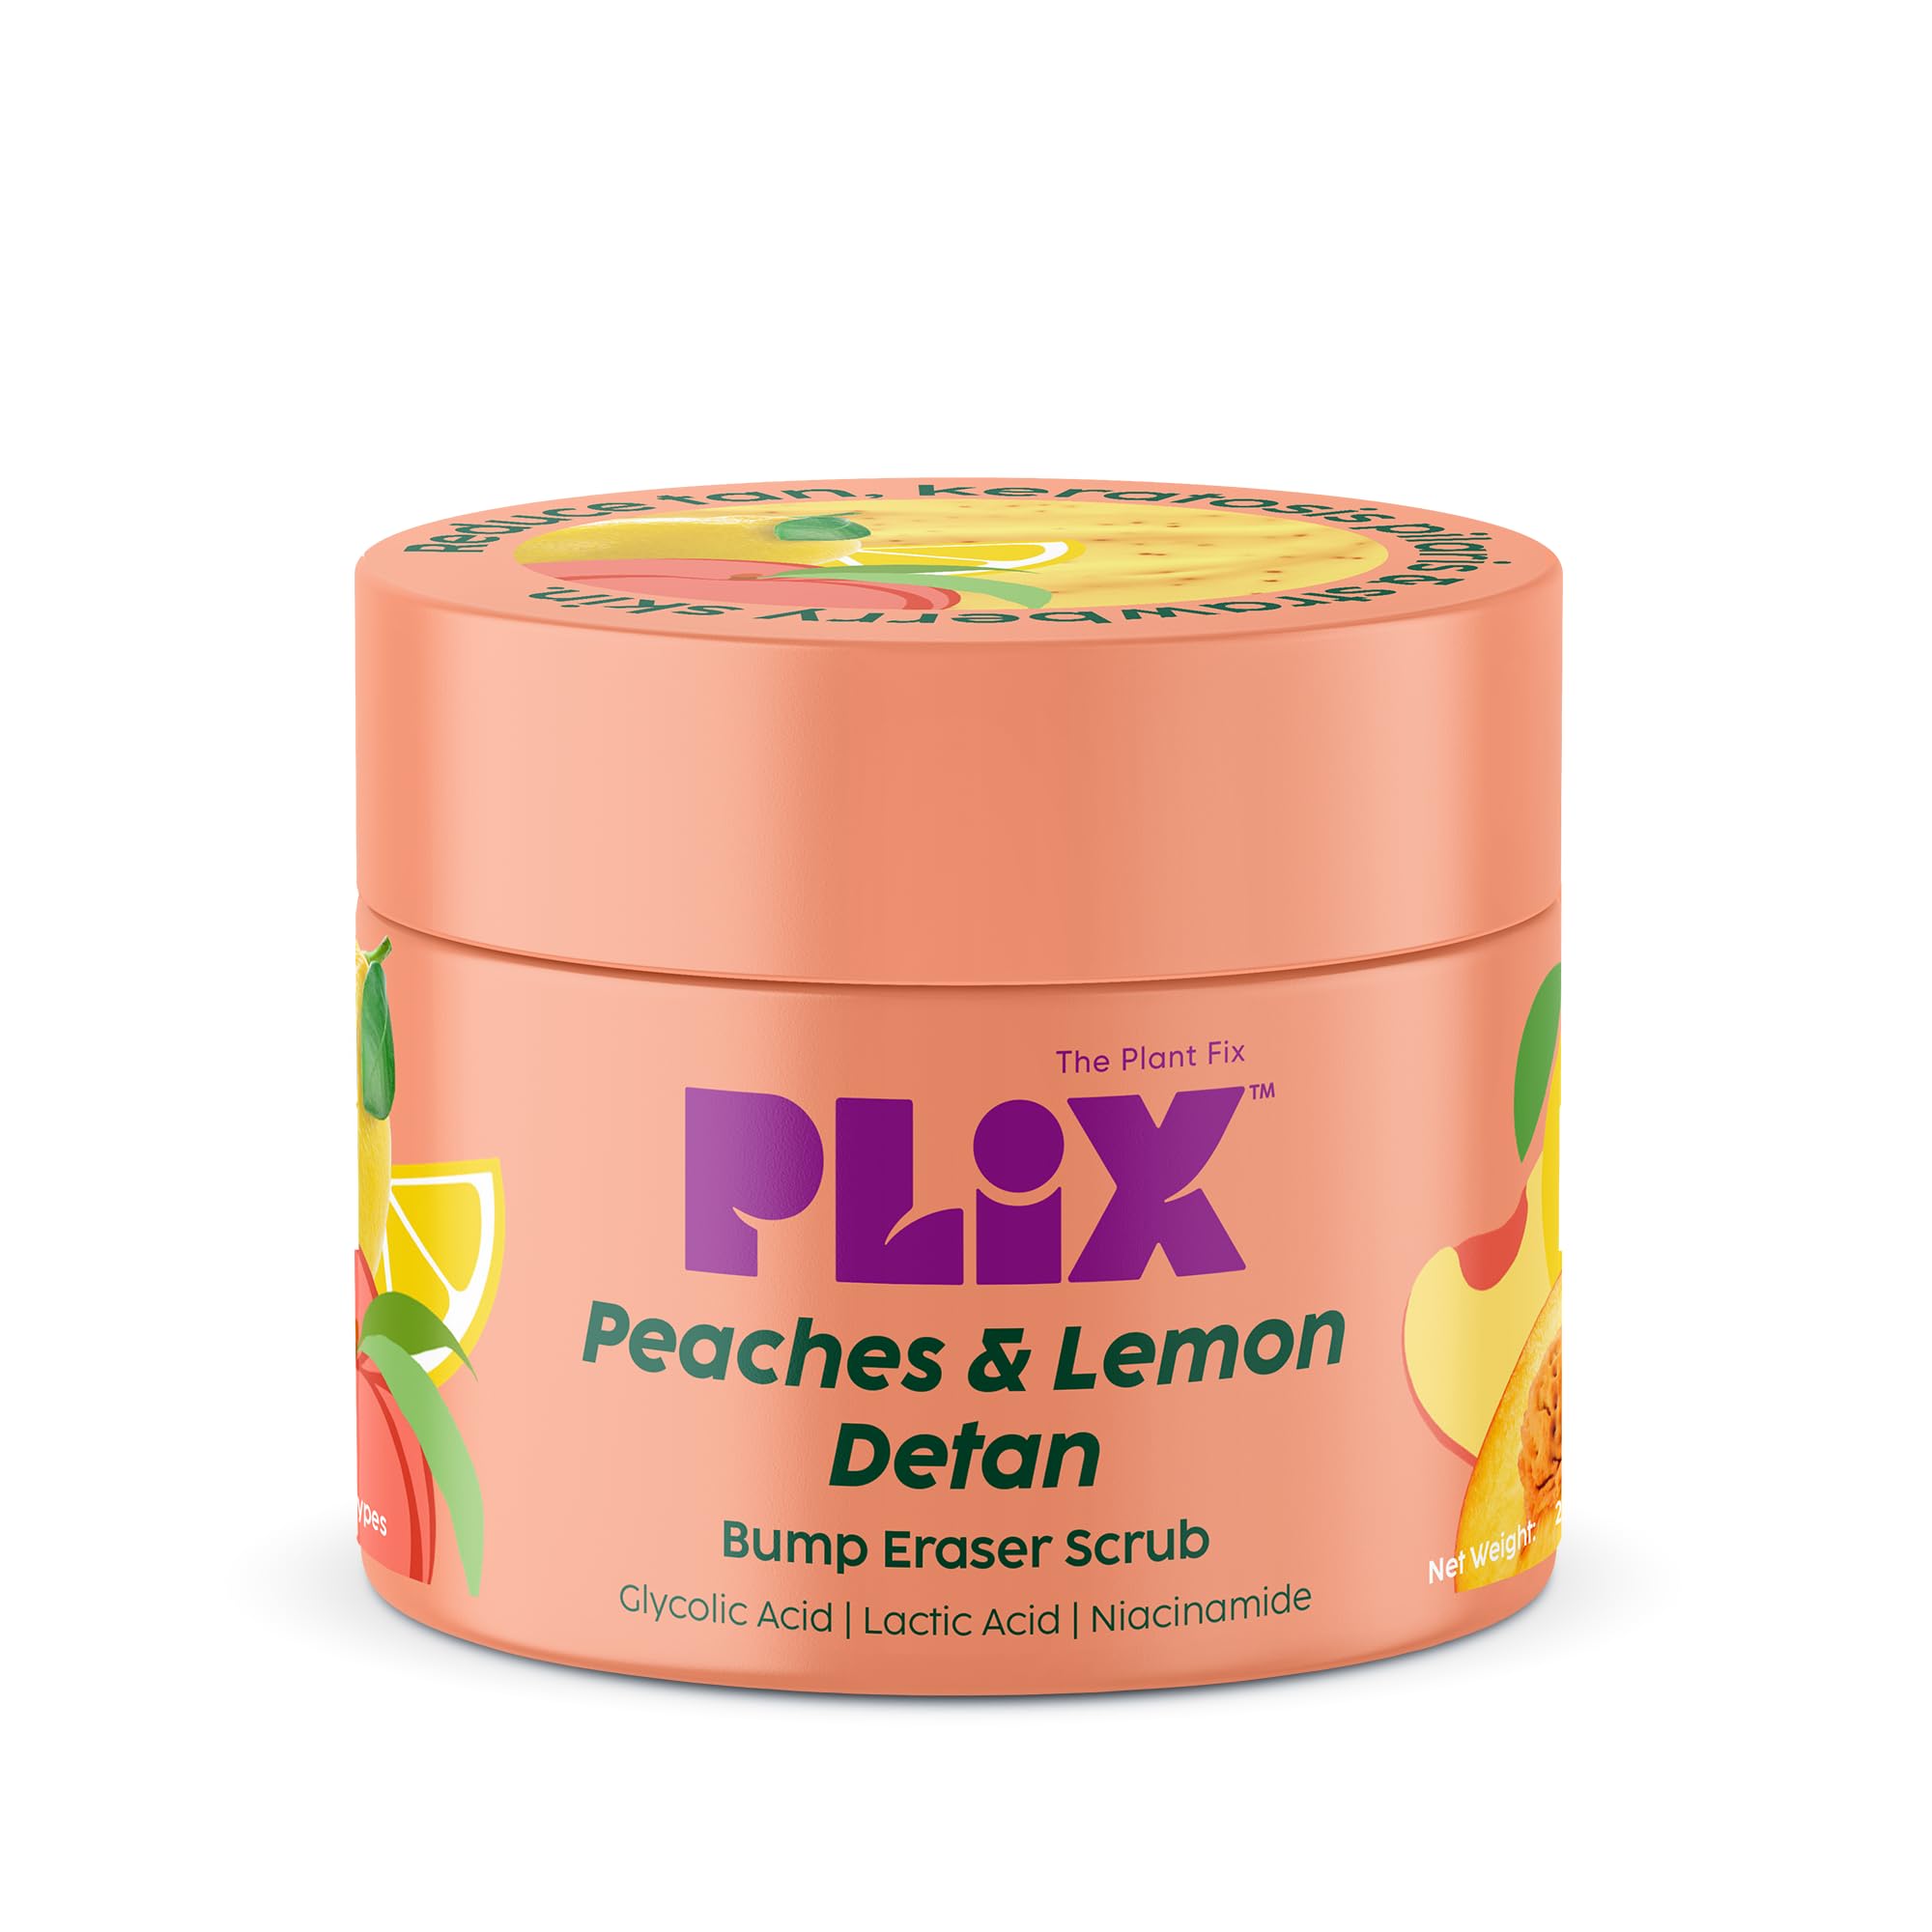 Reduce tan, keratosis pilaris & strawberry skin.
The Plant Fix
PLiX™
Peaches & Lemon
Detan
Bump Eraser Scrub
Glycolic Acid | Lactic Acid | Niacinamide
Net Weight: